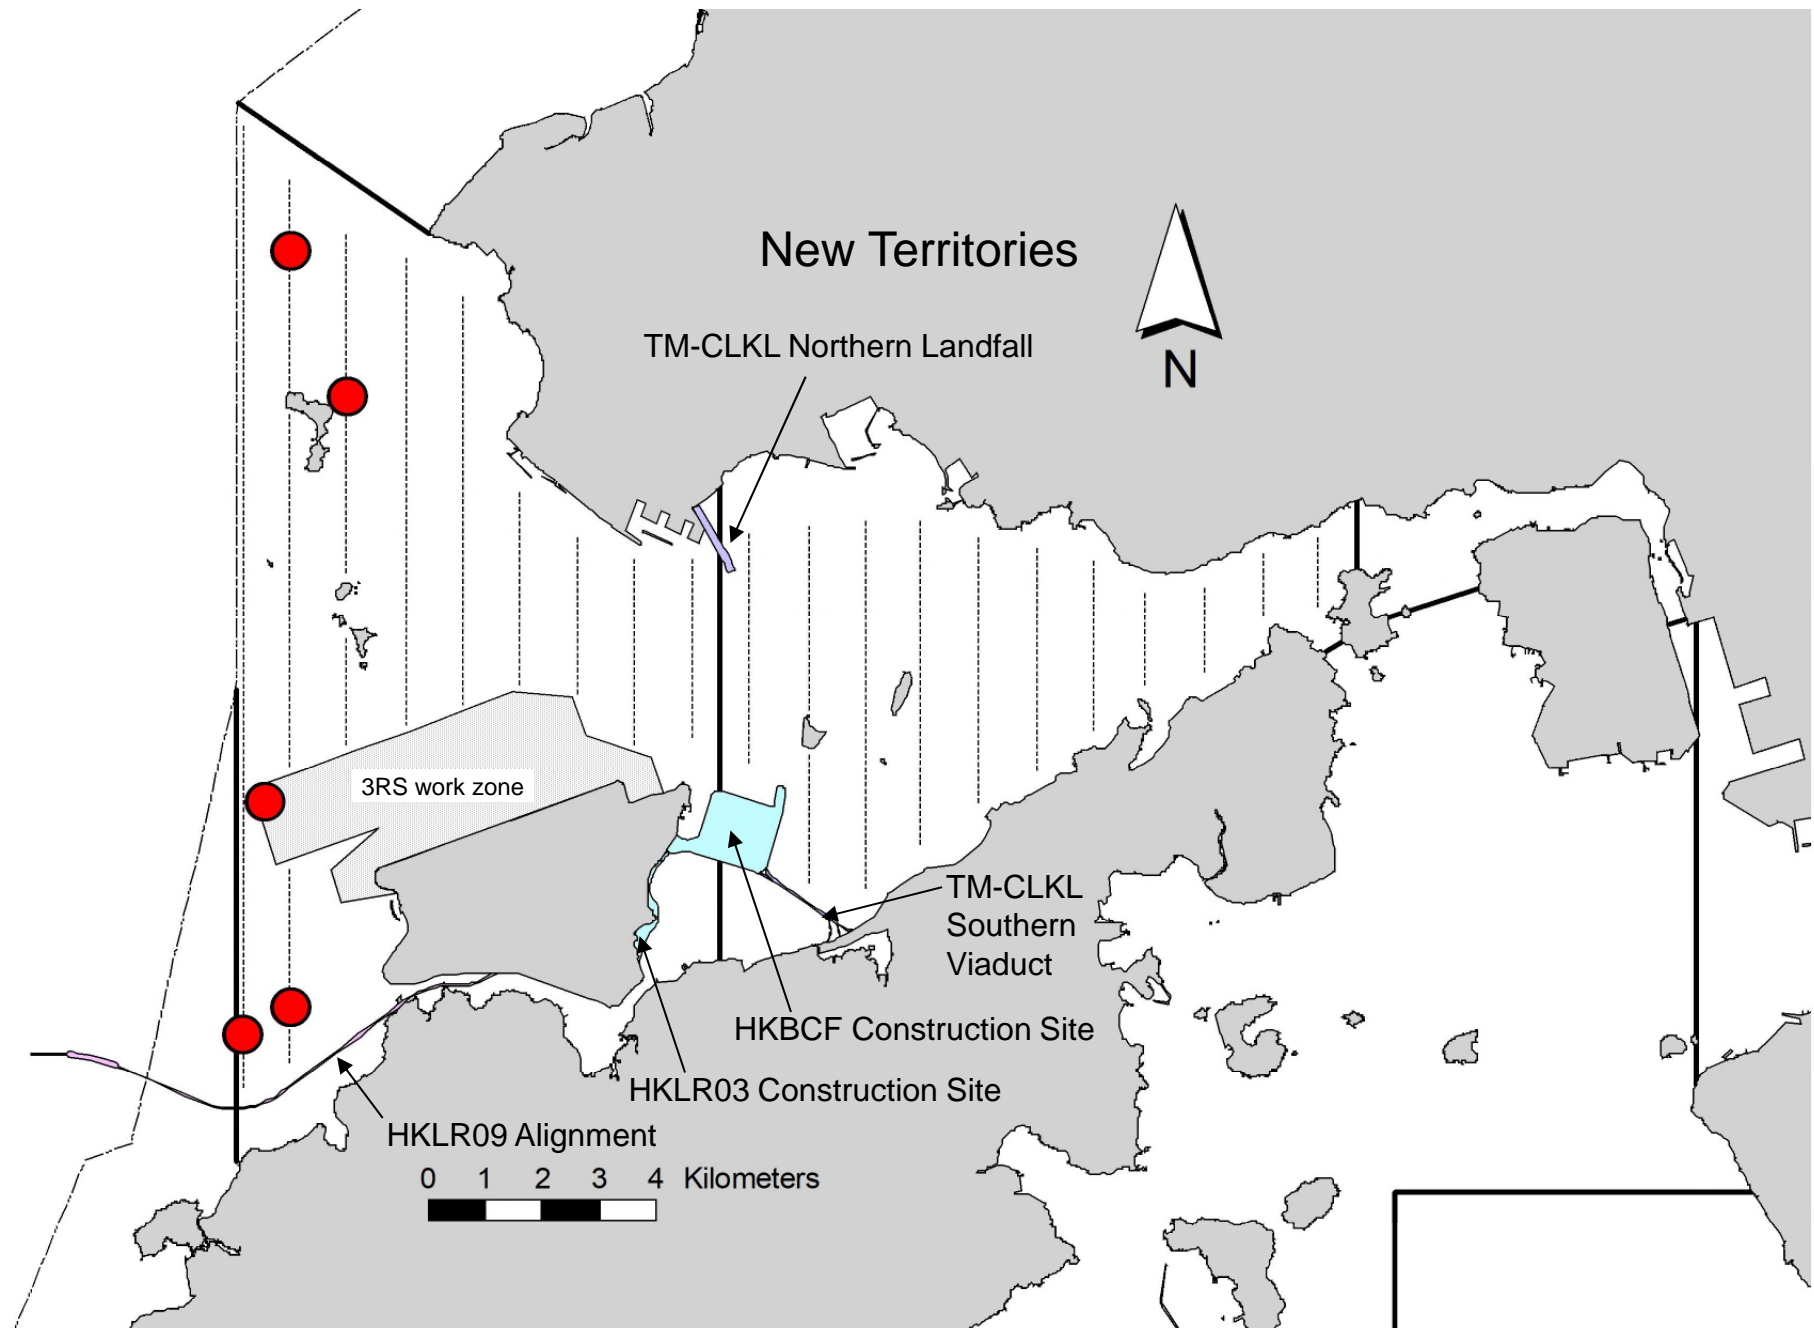 New Territories
TM-CLKL Northern Landfall
N
3RS work zone
TM-CLKL
Southern
Viaduct
HKBCF Construction Site
HKLR03 Construction Site
HKLR09 Alignment
0 1 2 3 4 Kilometers